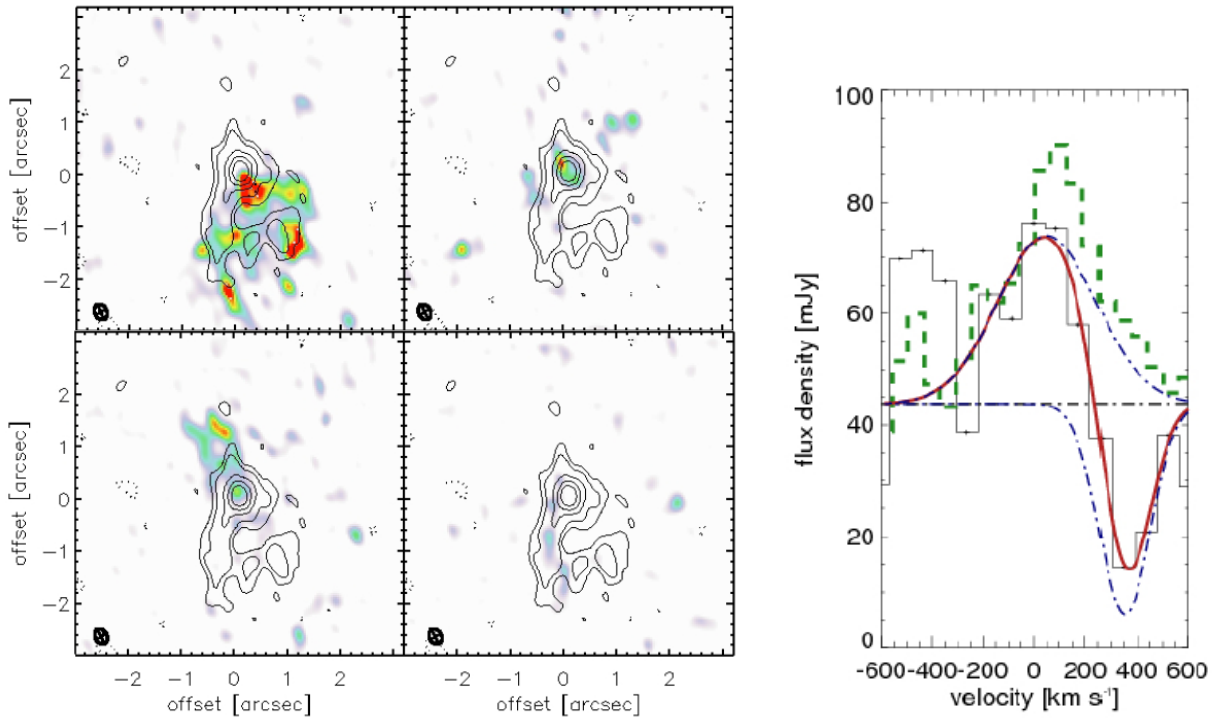 offset [arcsec]
2
1
0
−1
−2
offset [arcsec]
2
1
0
−1
−2
−2 −1 0 1 2
−2 −1 0 1 2
offset [arcsec]
offset [arcsec]
flux density [mJy]
100
80
60
40
20
0
-600-400-200 0 200 400 600
velocity [km s-1]